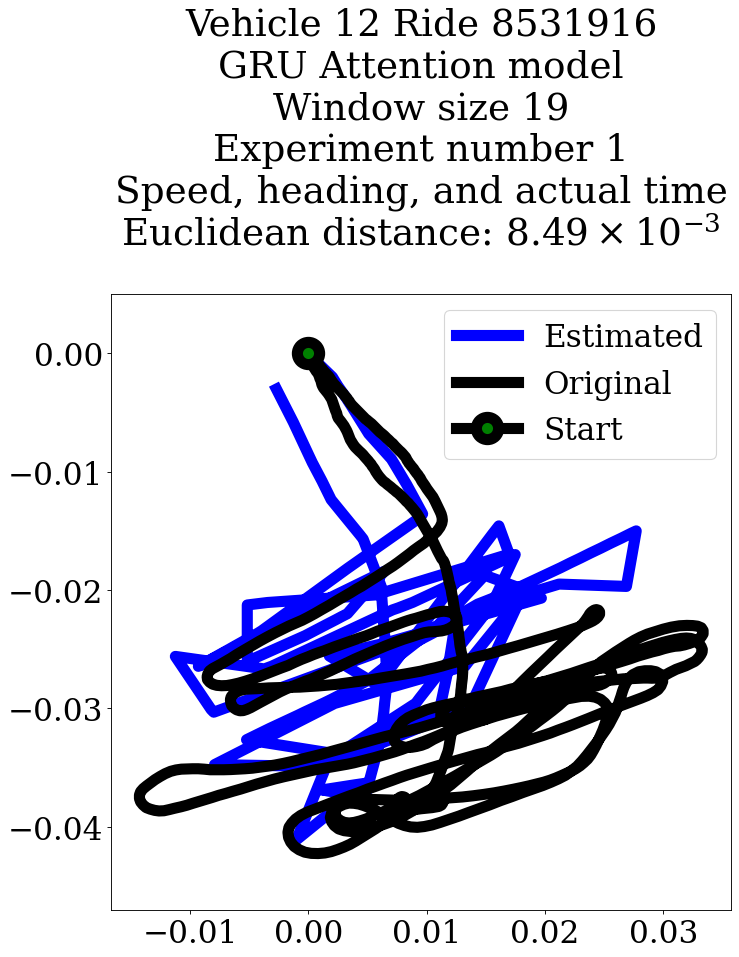 Vehicle 12 Ride 8531916
GRU Attention model
Window size 19
Experiment number 1
Speed, heading, and actual time
Euclidean distance: 8.49 × 10⁻³
Estimated
Original
Start
0.00
−0.01
−0.02
−0.03
−0.04
−0.01 0.00 0.01 0.02 0.03